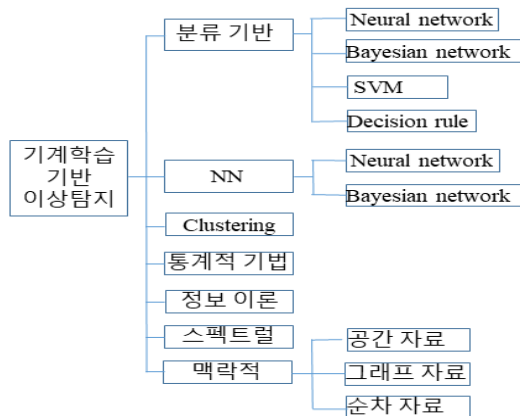 기계학습
기반
이상탐지
분류 기반
Neural network
Bayesian network
SVM
Decision rule
NN
Neural network
Bayesian network
Clustering
통계적 기법
정보 이론
스펙트럴
맥락적
공간 자료
그래프 자료
순차 자료